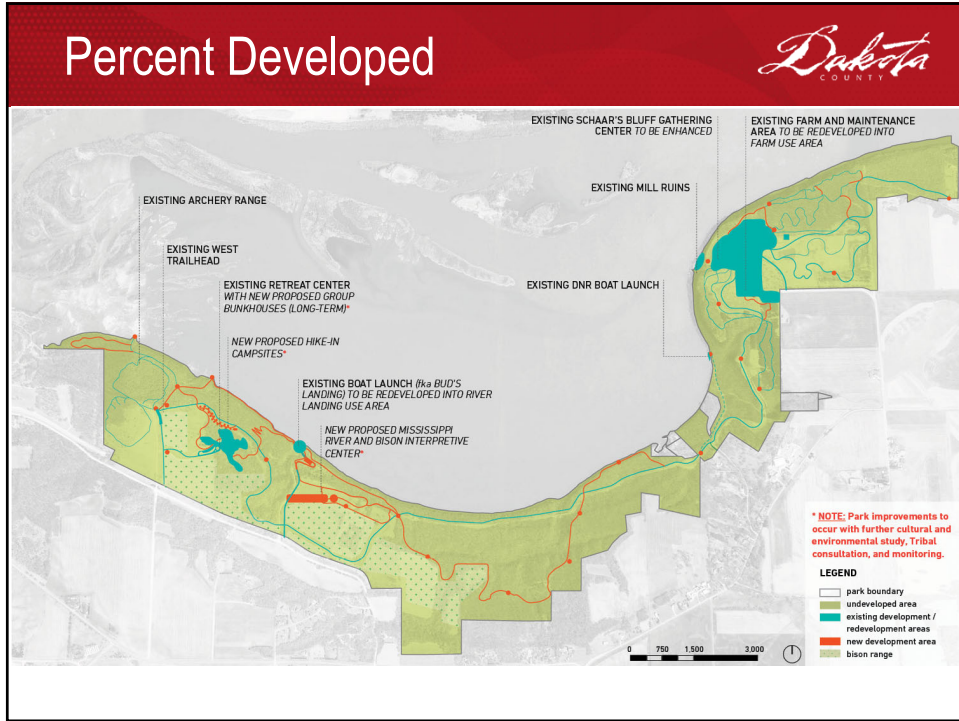 Percent Developed
Dakota
COUNTY
EXISTING SCHAAR'S BLUFF GATHERING
CENTER TO BE ENHANCED
EXISTING FARM AND MAINTENANCE
AREA TO BE REDEVELOPED INTO
FARM USE AREA
EXISTING MILL RUINS
EXISTING ARCHERY RANGE
EXISTING WEST
TRAILHEAD
EXISTING RETREAT CENTER
WITH NEW PROPOSED GROUP
BUNKHOUSES (LONG-TERM)*
EXISTING DNR BOAT LAUNCH
NEW PROPOSED HIKE-IN
CAMPSITES*
EXISTING BOAT LAUNCH (fka BUD'S
LANDING) TO BE REDEVELOPED INTO RIVER
LANDING USE AREA
NEW PROPOSED MISSISSIPPI
RIVER AND BISON INTERPRETIVE
CENTER*
* NOTE: Park improvements to
occur with further cultural and
environmental study, Tribal
consultation, and monitoring.
LEGEND
park boundary
undeveloped area
existing development /
redevelopment areas
new development area
bison range
0 750 1,500 3,000